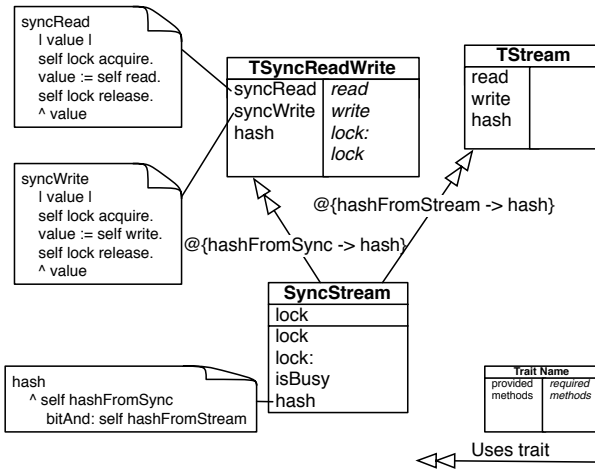 syncRead
| value |
self lock acquire.
value := self read.
self lock release.
^ value
TSyncReadWrite
syncRead
syncWrite
hash
read
write
lock:
lock
TStream
read
write
hash
syncWrite
| value |
self lock acquire.
value := self write.
self lock release.
^ value
@{hashFromStream -> hash}
@{hashFromSync -> hash}
SyncStream
lock
lock
lock:
isBusy
hash
hash
^ self hashFromSync
bitAnd: self hashFromStream
Trait Name
provided
methods
required
methods
Uses trait